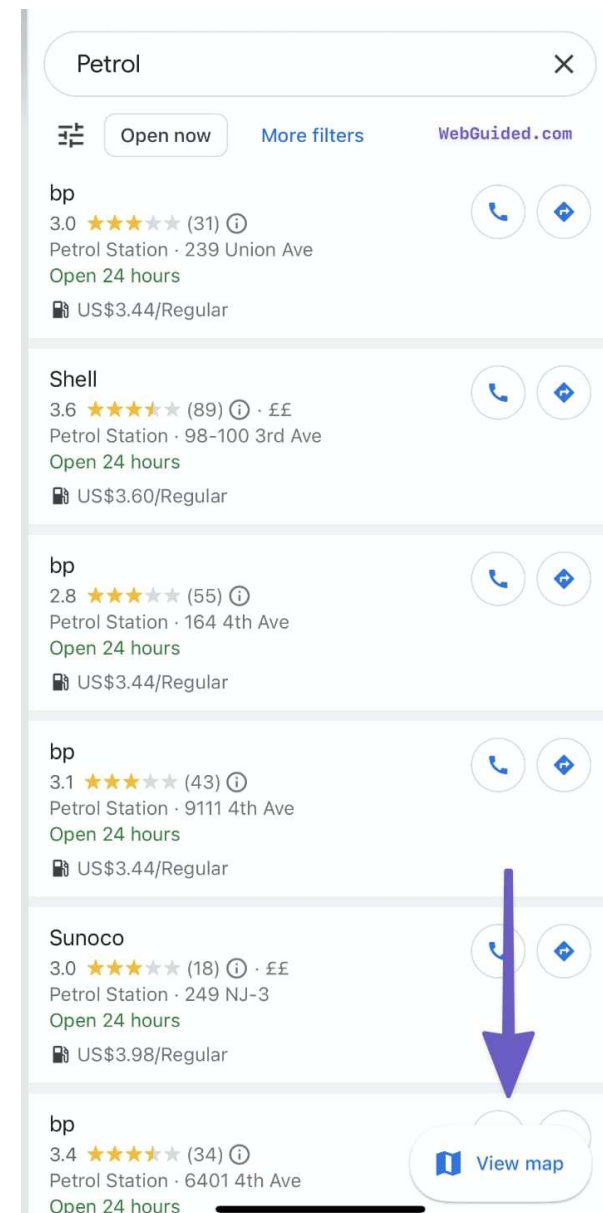 Petrol
Open now
More filters
WebGuided.com
bp
3.0 (31)
Petrol Station · 239 Union Ave
Open 24 hours
US$3.44/Regular
Shell
3.6 (89) · ££
Petrol Station · 98-100 3rd Ave
Open 24 hours
US$3.60/Regular
bp
2.8 (55)
Petrol Station · 164 4th Ave
Open 24 hours
US$3.44/Regular
bp
3.1 (43)
Petrol Station · 9111 4th Ave
Open 24 hours
US$3.44/Regular
Sunoco
3.0 (18) · ££
Petrol Station · 249 NJ-3
Open 24 hours
US$3.98/Regular
bp
3.4 (34)
Petrol Station · 6401 4th Ave
Open 24 hours
View map